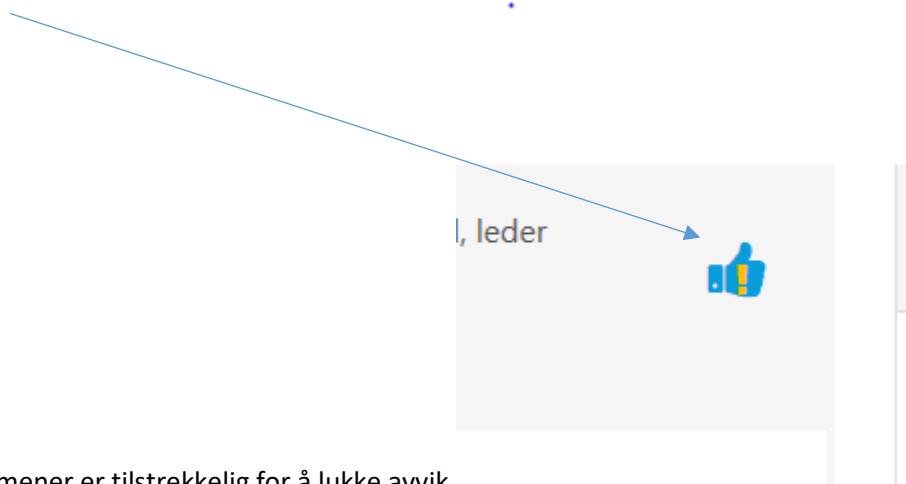 , leder
mener er tilstrekkelig for å lukke avvik